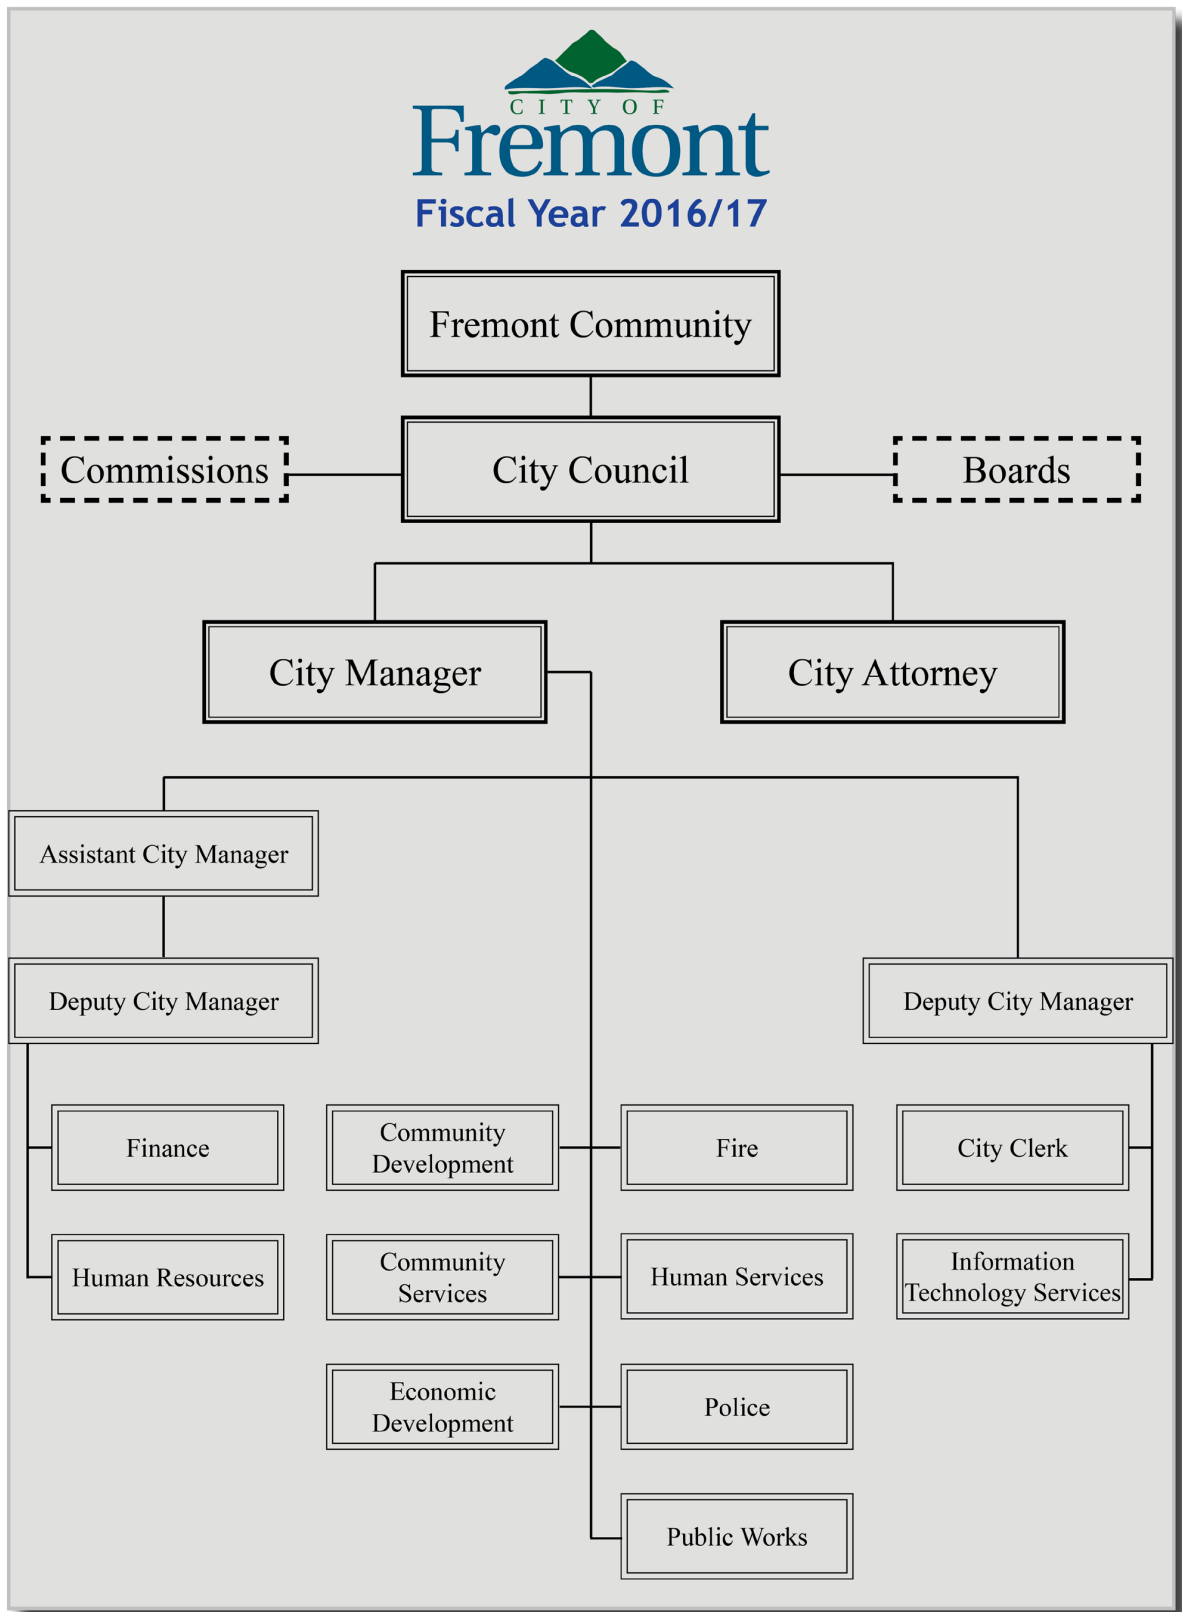 CITY OF
Fremont
Fiscal Year 2016/17
Fremont Community
Commissions
City Council
Boards
City Manager
City Attorney
Assistant City Manager
Deputy City Manager
Deputy City Manager
Finance
Community
Development
Fire
City Clerk
Human Resources
Community
Services
Human Services
Information
Technology Services
Economic
Development
Police
Public Works